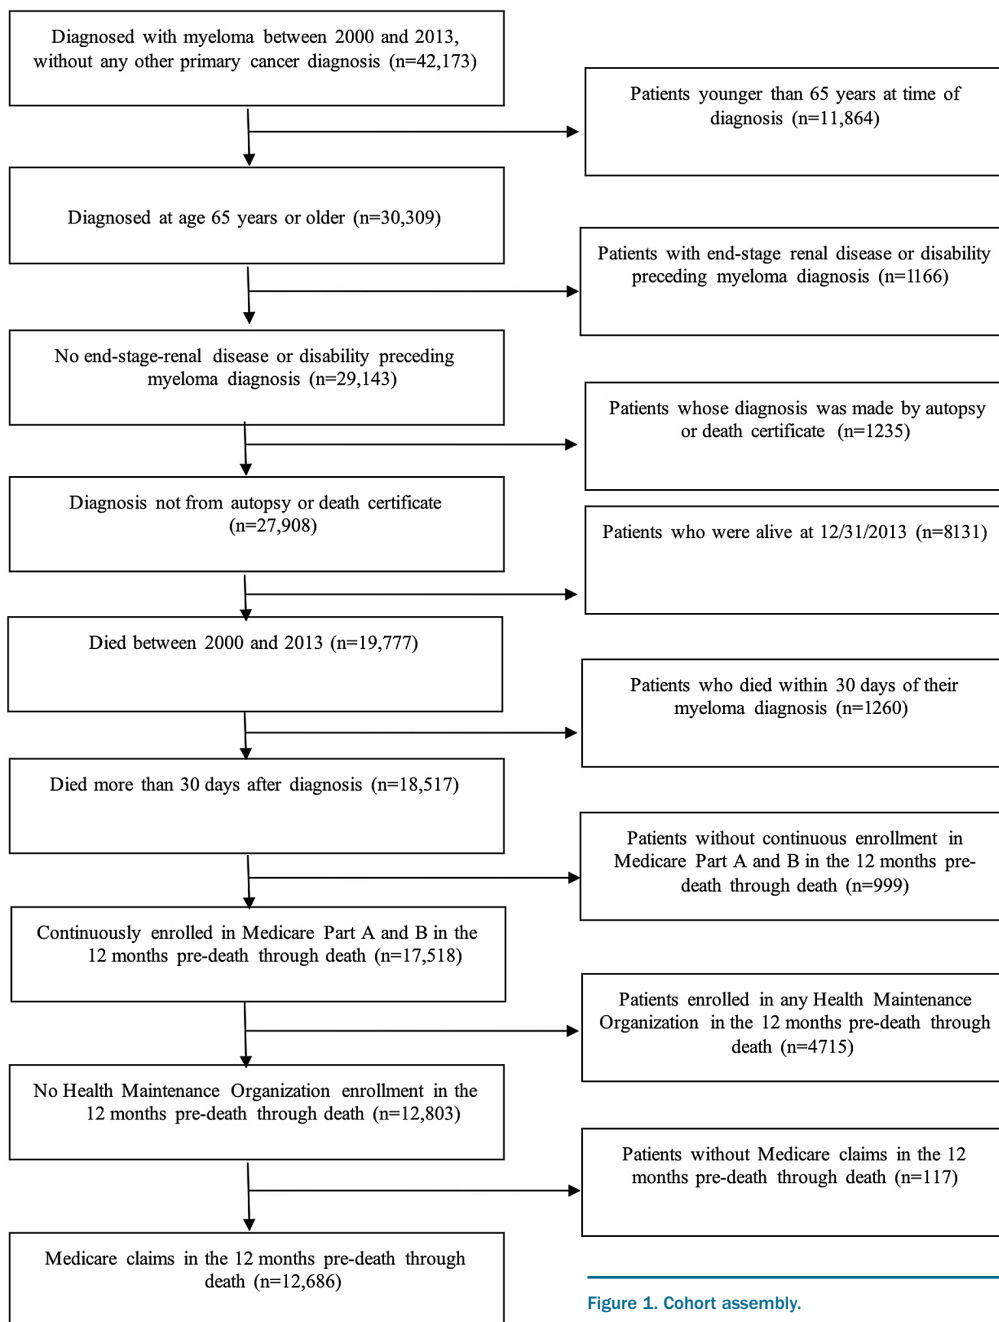 Diagnosed with myeloma between 2000 and 2013,
without any other primary cancer diagnosis (n=42,173)
Patients younger than 65 years at time of
diagnosis (n=11,864)
Diagnosed at age 65 years or older (n=30,309)
Patients with end-stage renal disease or disability
preceding myeloma diagnosis (n=1166)
No end-stage-renal disease or disability preceding
myeloma diagnosis (n=29,143)
Patients whose diagnosis was made by autopsy
or death certificate (n=1235)
Diagnosis not from autopsy or death certificate
(n=27,908)
Patients who were alive at 12/31/2013 (n=8131)
Died between 2000 and 2013 (n=19,777)
Patients who died within 30 days of their
myeloma diagnosis (n=1260)
Died more than 30 days after diagnosis (n=18,517)
Patients without continuous enrollment in
Medicare Part A and B in the 12 months pre-
death through death (n=999)
Continuously enrolled in Medicare Part A and B in the
12 months pre-death through death (n=17,518)
Patients enrolled in any Health Maintenance
Organization in the 12 months pre-death through
death (n=4715)
No Health Maintenance Organization enrollment in the
12 months pre-death through death (n=12,803)
Patients without Medicare claims in the 12
months pre-death through death (n=117)
Medicare claims in the 12 months pre-death through
death (n=12,686)
Figure 1. Cohort assembly.